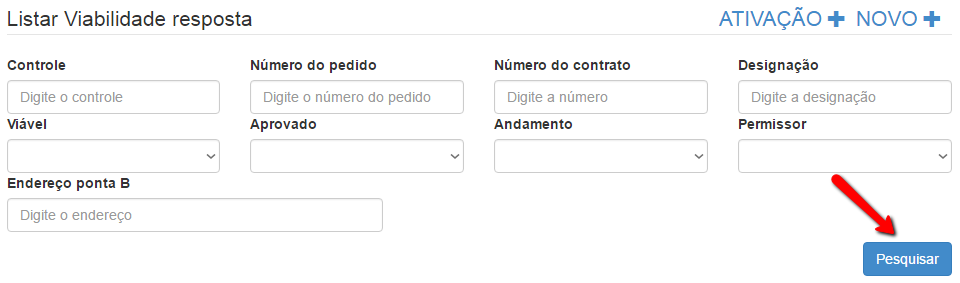 Listar Viabilidade resposta ATIVAÇÃO + NOVO +
Controle Número do pedido Número do contrato Designação
Digite o controle Digite o número do pedido Digite a número Digite a designação
Viável Aprovado Andamento Permissor
Endereço ponta B
Digite o endereço
Pesquisar